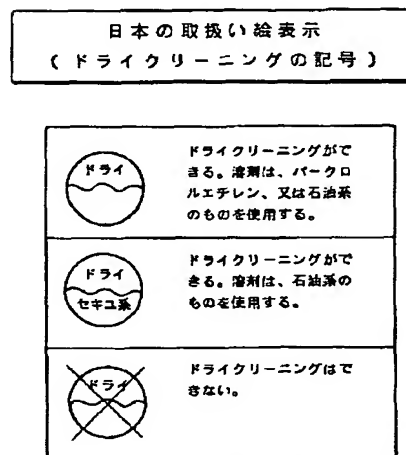 日本の取扱い絵表示
(ドライクリーニングの記号)
ドライ
ドライクリーニングがで
きる。溶剤は、パークロ
ルエチレン、又は石油系
のものを使用する。
ドライ
セキユ系
ドライクリーニングがで
きる。溶剤は、石油系の
ものを使用する。
ドライ
ドライクリーニングはで
きない。